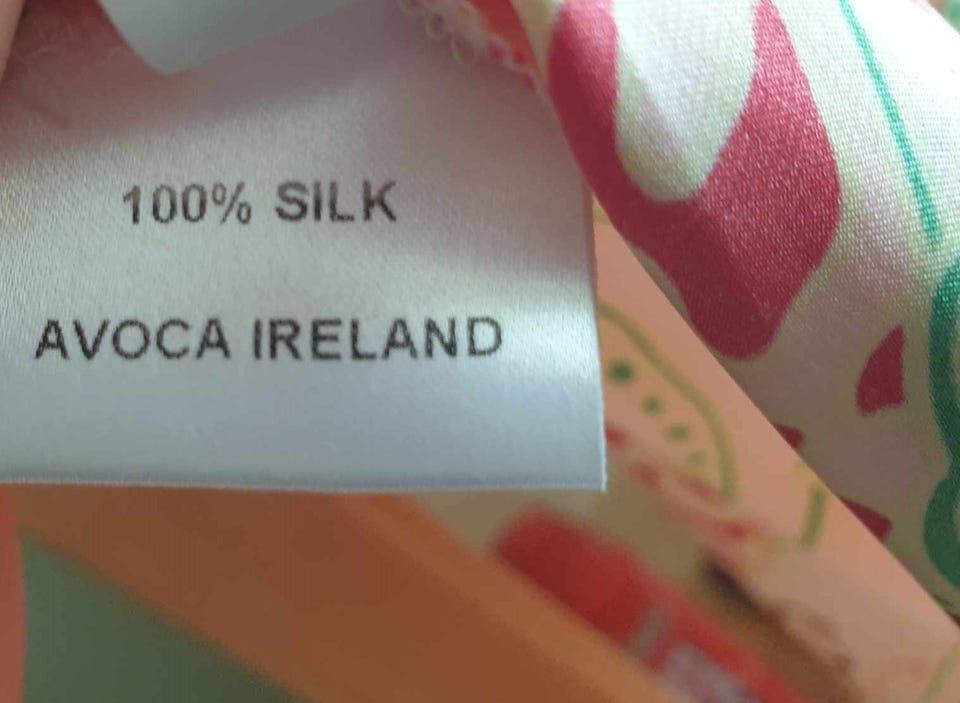 100% SILK
AVOCA IRELAND